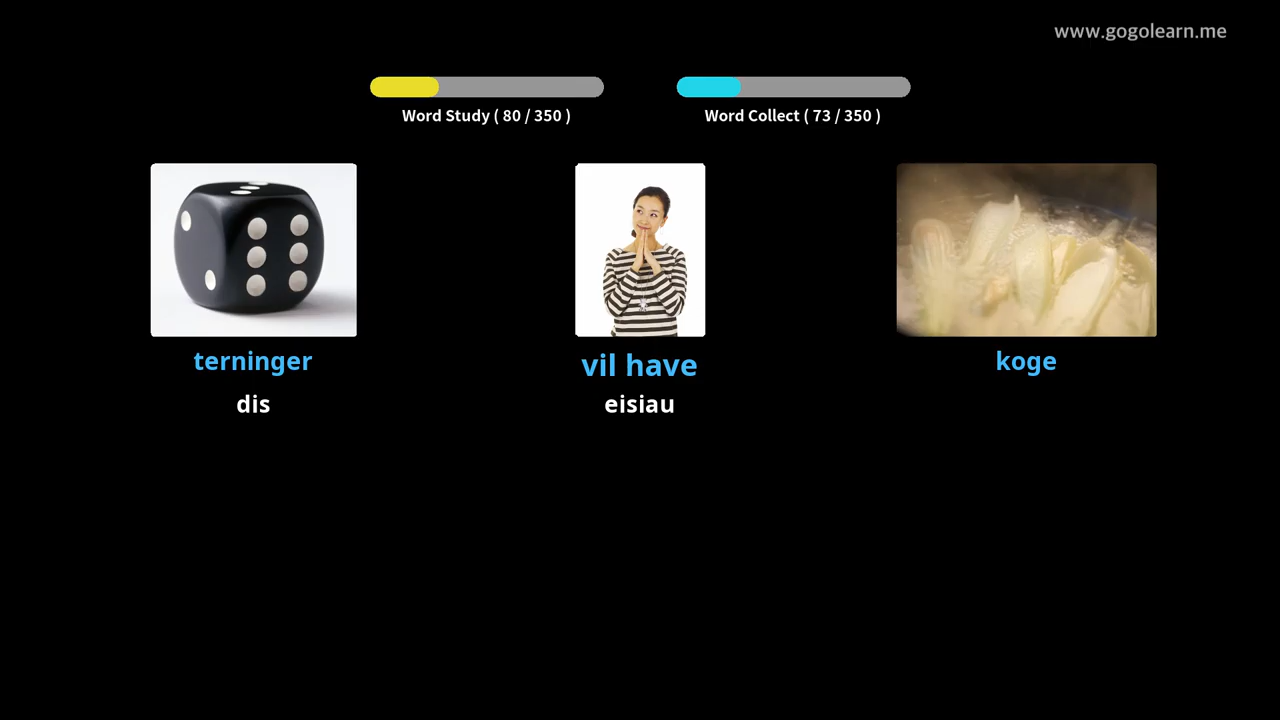 www.gogolearn.me
Word Study ( 80 / 350 )
Word Collect ( 73 / 350 )
terninger
vil have
koge
dis
eisiau